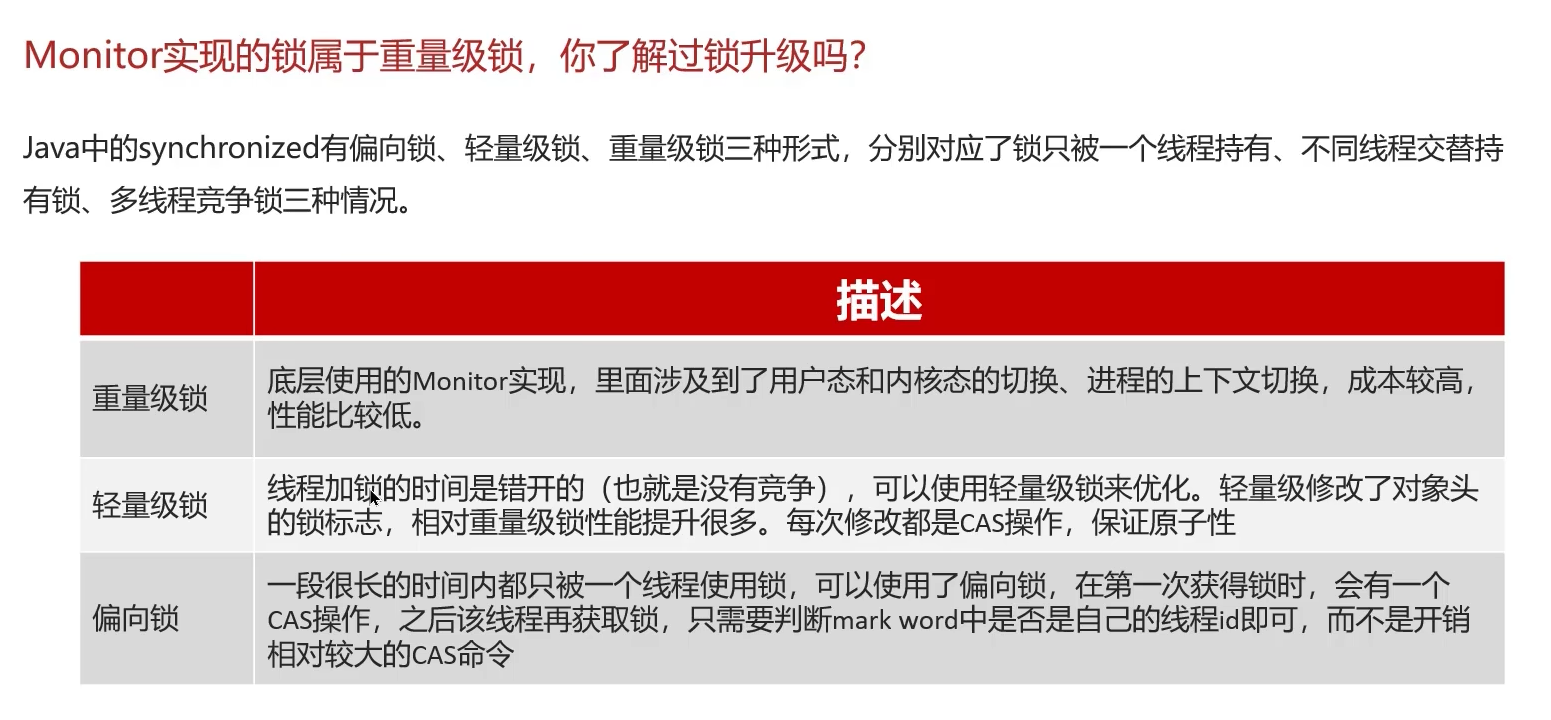 Monitor实现的锁属于重量级锁，你了解过锁升级吗？
Java中的synchronized有偏向锁、轻量级锁、重量级锁三种形式，分别对应了锁只被一个线程持有、不同线程交替持
有锁、多线程竞争锁三种情况。
描述
重量级锁
底层使用的Monitor实现，里面涉及到了用户态和内核态的切换、进程的上下文切换，成本较高，
性能比较低。
轻量级锁
线程加锁的时间是错开的（也就是没有竞争），可以使用轻量级锁来优化。轻量级修改了对象头
的锁标志，相对重量级锁性能提升很多。每次修改都是CAS操作，保证原子性
偏向锁
一段很长的时间内都只被一个线程使用锁，可以使用了偏向锁，在第一次获得锁时，会有一个
CAS操作，之后该线程再获取锁，只需要判断mark word中是否是自己的线程id即可，而不是开销
相对较大的CAS命令